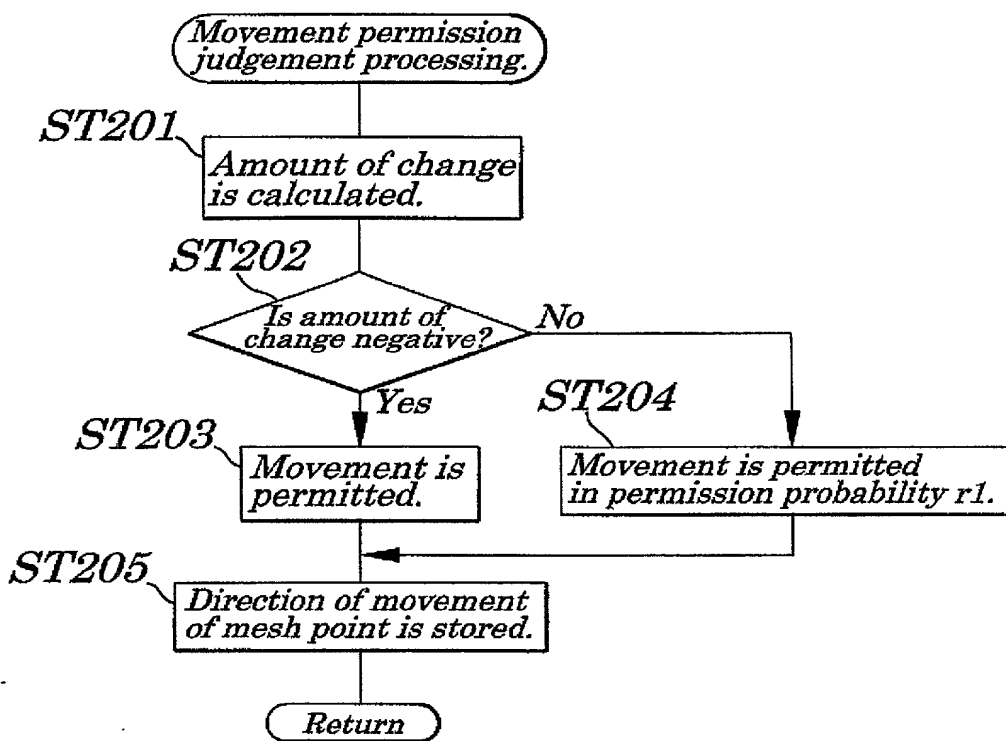 Movement permission
judgement processing.
ST201
Amount of change
is calculated.
ST202
Is amount of
change negative?
No
Yes
ST203
Movement is
permitted.
ST204
Movement is permitted
in permission probability r1.
ST205
Direction of movement
of mesh point is stored.
Return